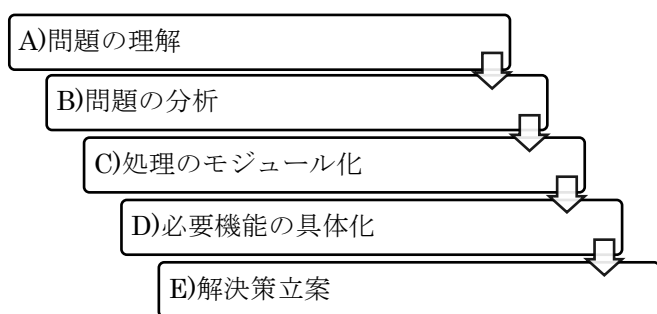 A)問題の理解
B)問題の分析
C)処理のモジュール化
D)必要機能の具体化
E)解決策立案